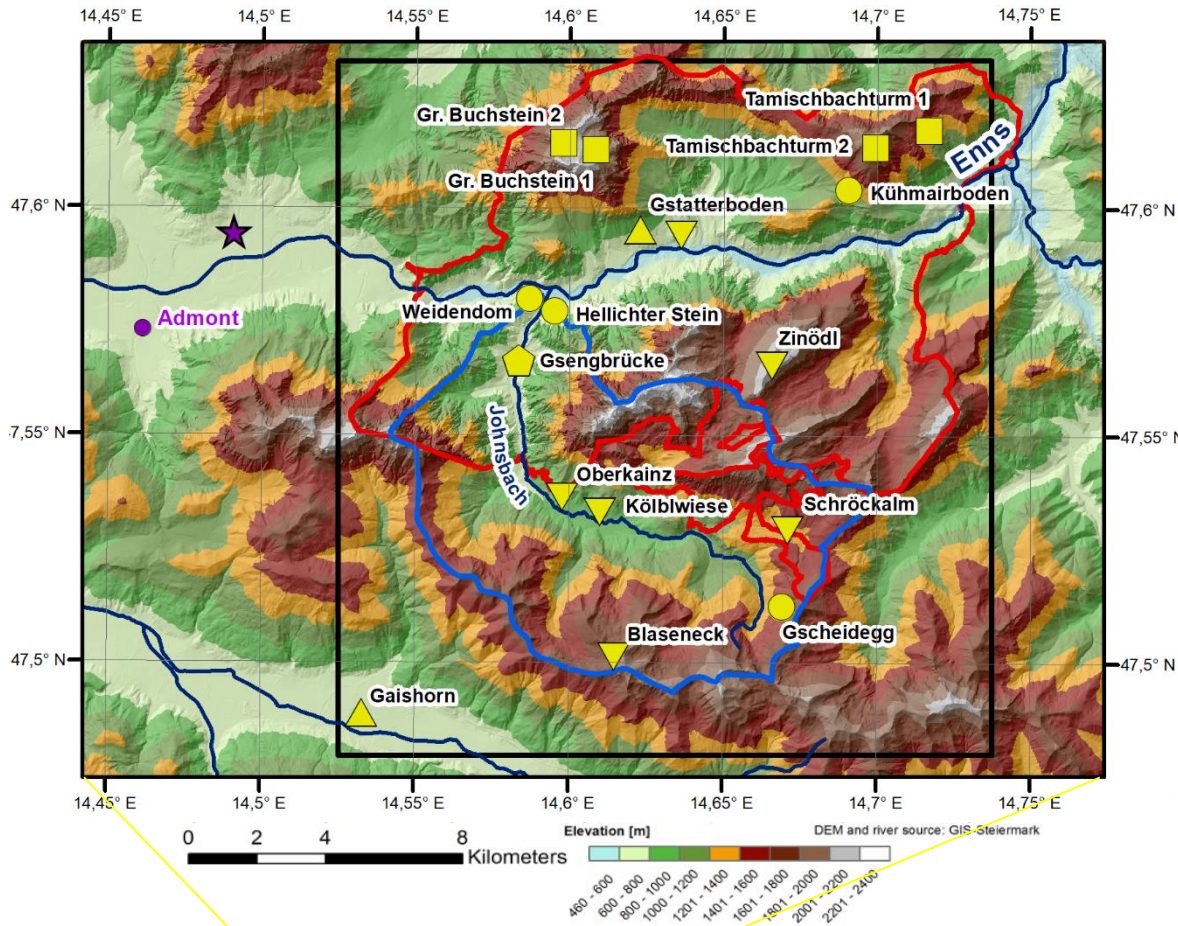 14,45° E 14,5° E 14,55° E 14,6° E 14,65° E 14,7° E 14,75° E
Tamischbachturm 1
Gr. Buchstein 2
Tamischbachturm 2
Enns
Gr. Buchstein 1
Kühmairboden
47,6° N
Gstatterboden
47,6° N
Weidendom
Hellichter Stein
Admont
Zinödl
Gsengbrücke
7,55° N
47,55° N
Johnsbach
Oberkainz
Kölblwiese
Schröckalm
Blaseneck
Gscheidegg
47,5° N
47,5° N
Gaishorn
14,45° E 14,5° E 14,55° E 14,6° E 14,65° E 14,7° E 14,75° E
0 2 4 8
Kilometers
Elevation [m] DEM and river source: GIS-Steiermark
460 - 600
600 - 800
800 - 1000
1000 - 1200
1201 - 1400
1401 - 1600
1601 - 1800
1801 - 2000
2001 - 2200
2201 - 2400